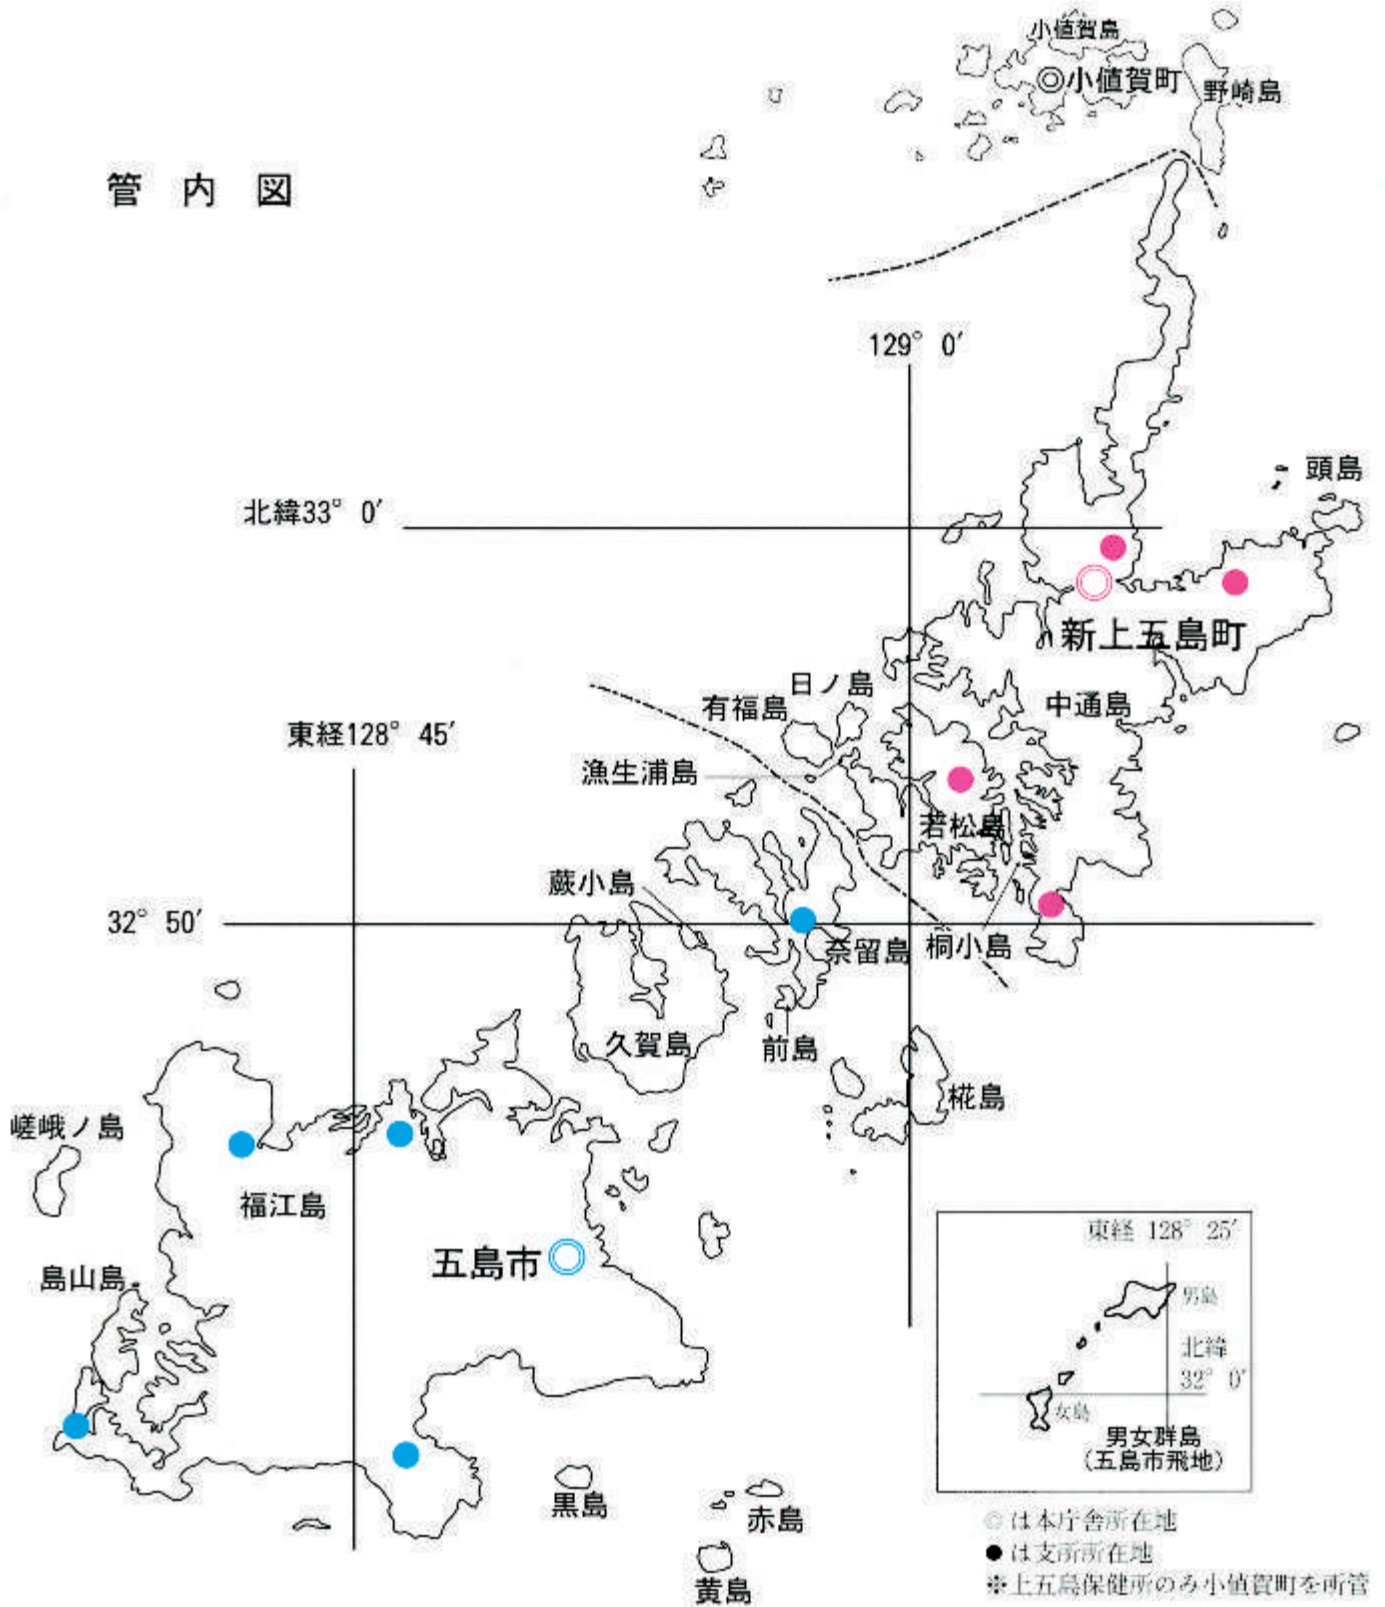 小値賀島
◎小値賀町
野崎島
管内図
129° 0′
頭島
北緯33° 0′
新上五島町
日ノ島
有福島
中通島
東経128° 45′
漁生浦島
若松島
蕨小島
32° 50′
奈留島
桐小島
久賀島
前島
椛島
嵯峨ノ島
福江島
五島市
島山島
東経 128° 25′
男島
北緯
32° 0′
女島
男女群島
(五島市飛地)
黒島
赤島
黄島
◎は本庁舎所在地
●は支所所在地
※上五島保健所のみ小値賀町を所管